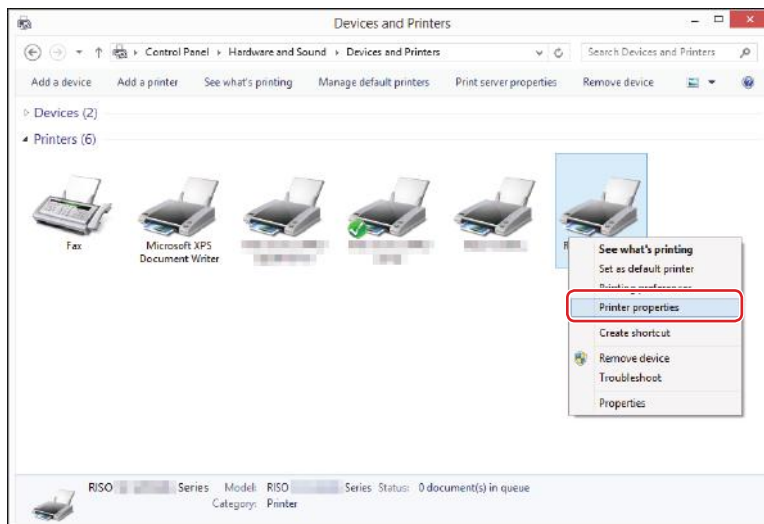 Devices and Printers
Control Panel ▸ Hardware and Sound ▸ Devices and Printers
Search Devices and Printers
Add a device Add a printer See what's printing Manage default printers Print server properties Remove device
Devices (2)
Printers (6)
Fax
Microsoft XPS
Document Writer
R
See what's printing
Set as default printer
Printing preferences
Printer properties
Create shortcut
Remove device
Troubleshoot
Properties
RISO Series Model: RISO Series Status: 0 document(s) in queue
Category: Printer